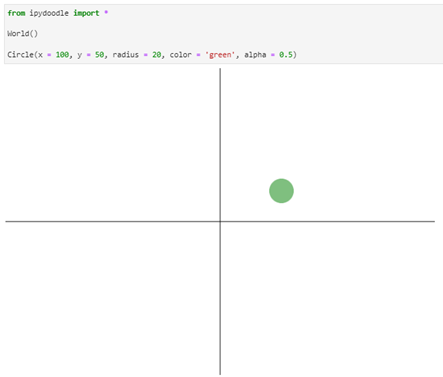 from ipydoodle import *
World()
Circle(x = 100, y = 50, radius = 20, color = 'green', alpha = 0.5)